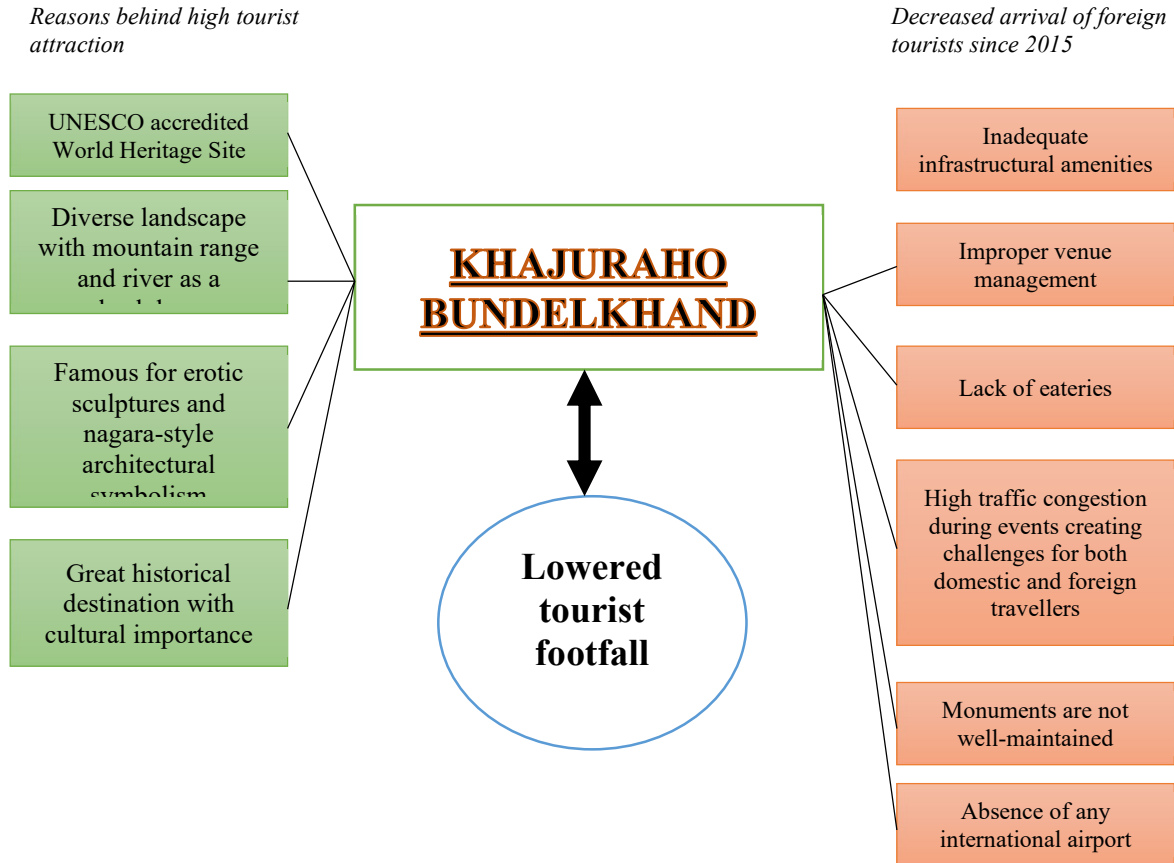 Reasons behind high tourist
attraction
UNESCO accredited
World Heritage Site
Diverse landscape
with mountain range
and river as a
Famous for erotic
sculptures and
nagara-style
architectural
symbolism
Great historical
destination with
cultural importance
KHAJURAHO
BUNDELKHAND
Lowered
tourist
footfall
Decreased arrival of foreign
tourists since 2015
Inadequate
infrastructural amenities
Improper venue
management
Lack of eateries
High traffic congestion
during events creating
challenges for both
domestic and foreign
travellers
Monuments are not
well-maintained
Absence of any
international airport